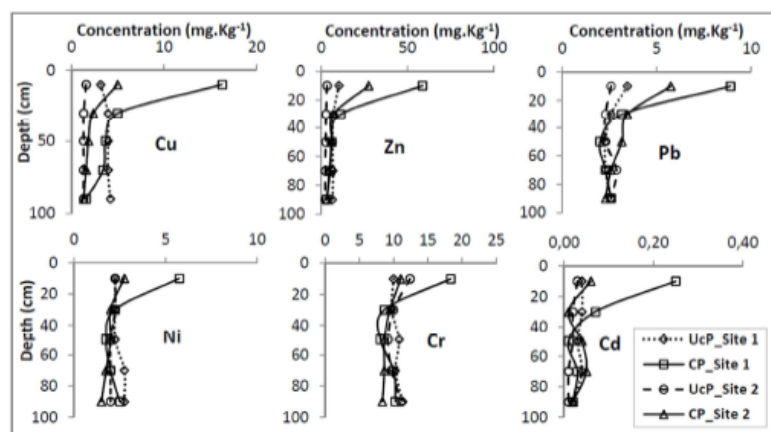 Concentration (mg.Kg-1) Concentration (mg.Kg-1) Concentration (mg.Kg-1)
0 10 20 0 50 100 0 5 10
0 0 0
Depth (cm) 50 100 Cu
20 40 60 80 100 Zn
20 40 60 80 100 Pb
0 5 10 0 5 10 15 20 25 0,00 0,20 0,40
Depth (cm) 0 20 40 60 80 100 Ni
0 20 40 60 80 100 Cr
0 20 40 60 80 100 Cd
UcP_Site 1
CP_Site 1
UcP_Site 2
CP_Site 2